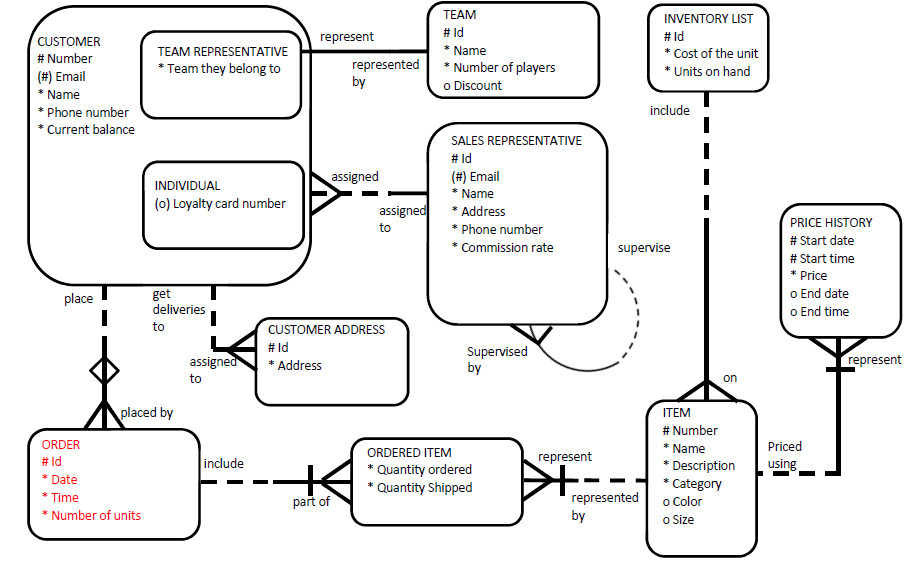 CUSTOMER
# Number
(#) Email
* Name
* Phone number
* Current balance
TEAM REPRESENTATIVE
* Team they belong to
INDIVIDUAL
(o) Loyalty card number
represent
represented
by
TEAM
# Id
* Name
* Number of players
o Discount
INVENTORY LIST
# Id
* Cost of the unit
* Units on hand
include
assigned
assigned
to
SALES REPRESENTATIVE
# Id
(#) Email
* Name
* Address
* Phone number
* Commission rate
supervise
Supervised
by
PRICE HISTORY
# Start date
# Start time
* Price
o End date
o End time
represent
place
get
deliveries
to
assigned
to
CUSTOMER ADDRESS
# Id
* Address
placed by
on
ORDER
# Id
* Date
* Time
* Number of units
include
part of
ORDERED ITEM
* Quantity ordered
* Quantity Shipped
represent
represented
by
ITEM
# Number
* Name
* Description
* Category
o Color
o Size
Priced
using